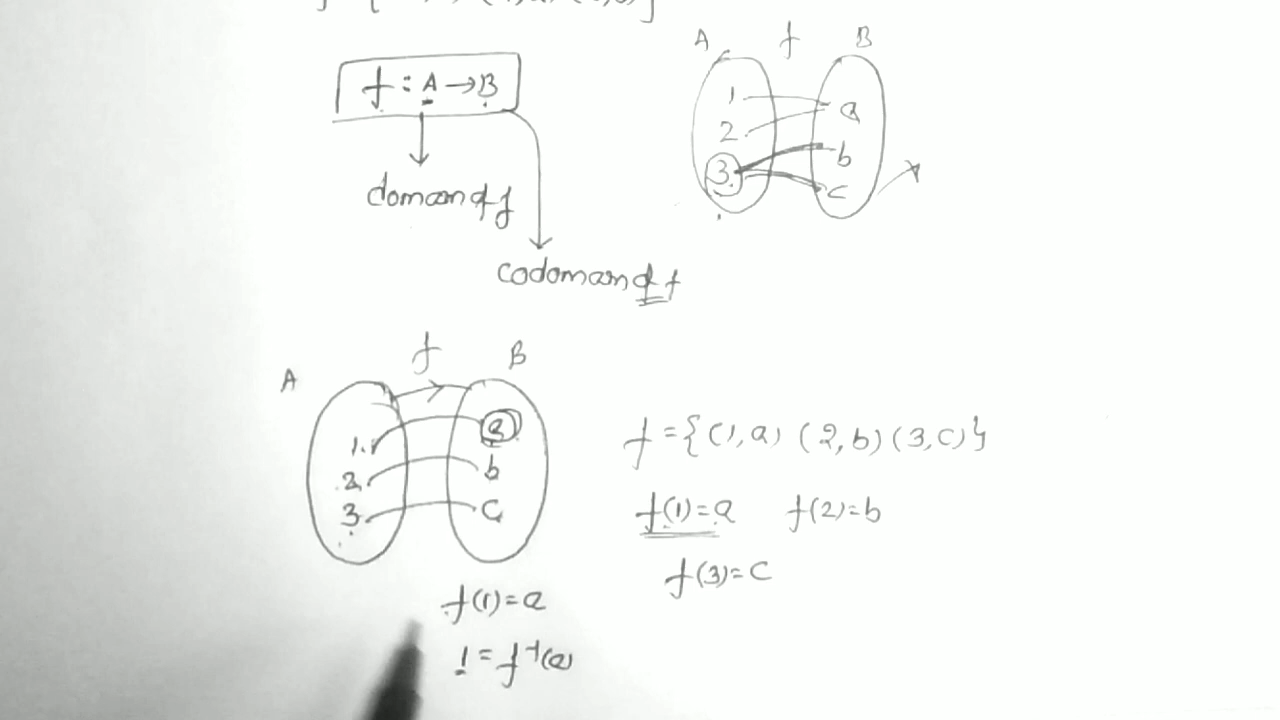 f : A → B
A f B
1 a
2 b
3 c
domain of f
codomain of f
A f B
1 a
2 b
3 c
f = {(1, a) (2, b) (3, c)}
f(1) = a f(2) = b
f(3) = c
f(1) = a
1 = f⁻¹(a)